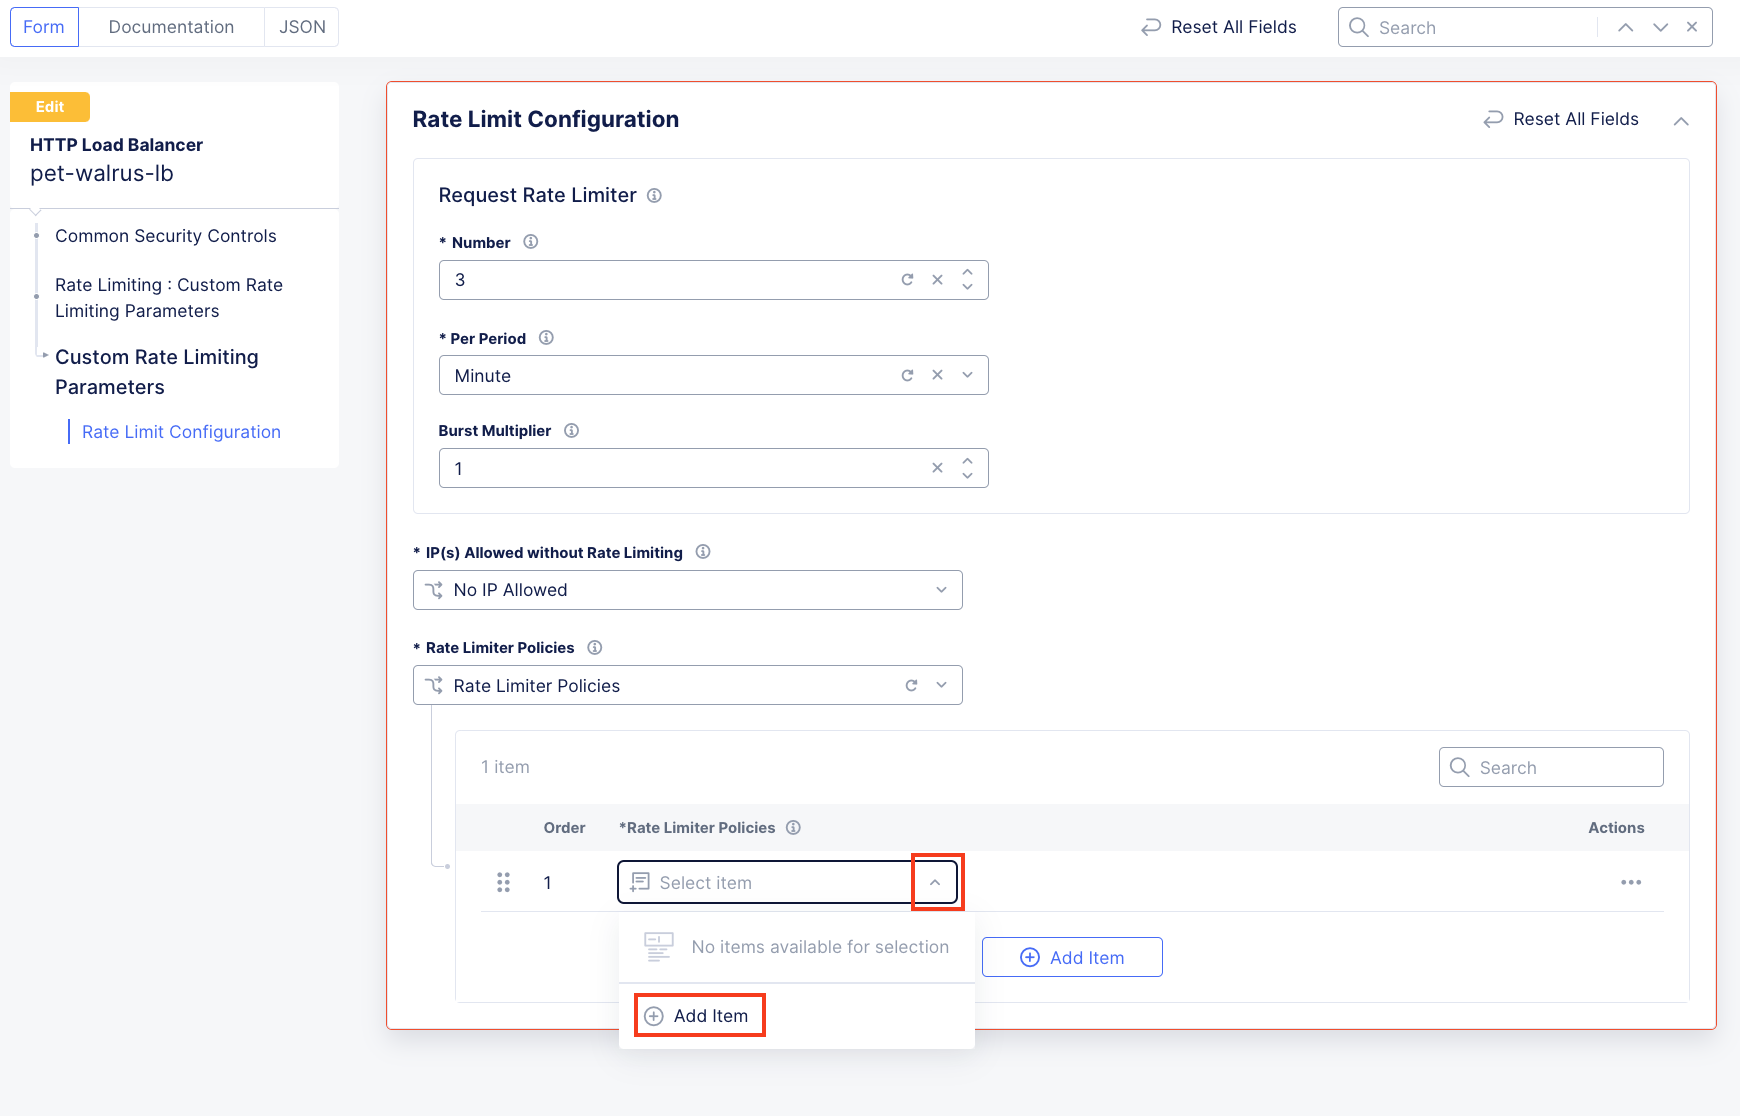 Form
Documentation
JSON
Reset All Fields
Search
Edit
HTTP Load Balancer
pet-walrus-lb
Common Security Controls
Rate Limiting : Custom Rate
Limiting Parameters
Custom Rate Limiting
Parameters
Rate Limit Configuration
Rate Limit Configuration
Reset All Fields
Request Rate Limiter
* Number
3
* Per Period
Minute
Burst Multiplier
1
* IP(s) Allowed without Rate Limiting
No IP Allowed
* Rate Limiter Policies
Rate Limiter Policies
1 item
Search
Order
*Rate Limiter Policies
Actions
1
Select item
No items available for selection
Add Item
Add Item